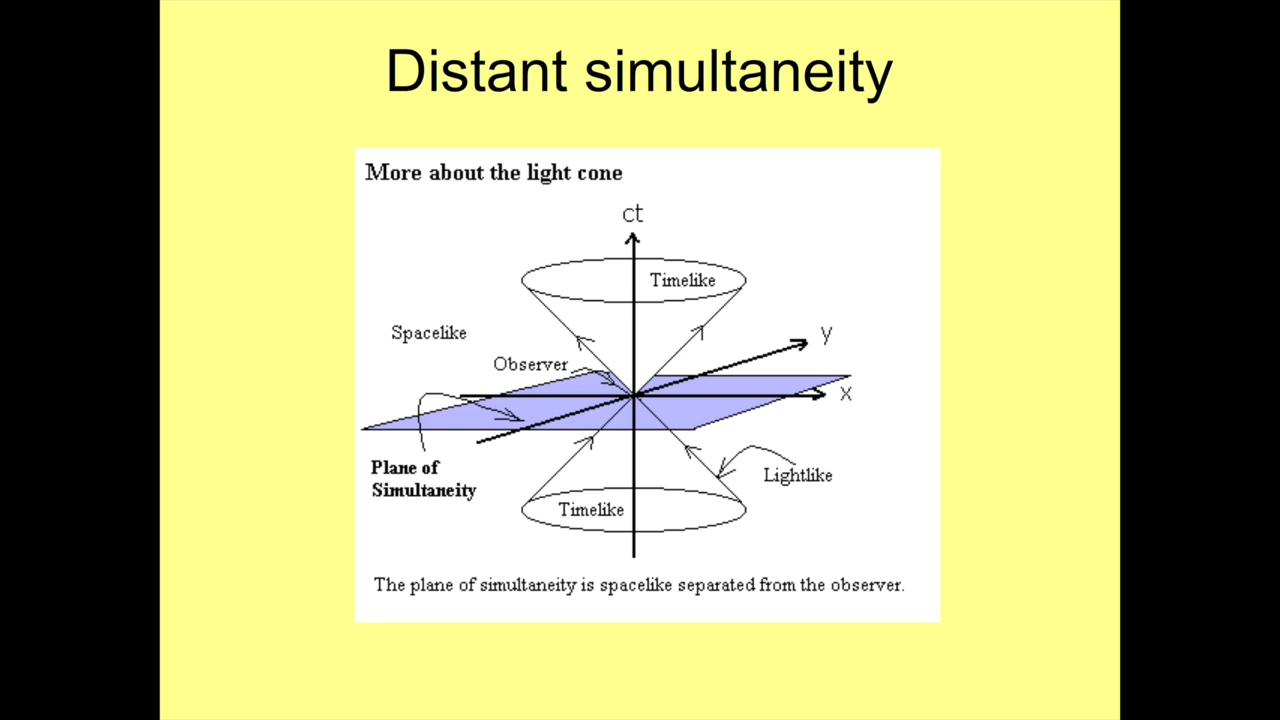 Distant simultaneity
More about the light cone
ct
Timelike
Spacelike
y
Observer
x
Plane of
Simultaneity
Lightlike
Timelike
The plane of simultaneity is spacelike separated from the observer.